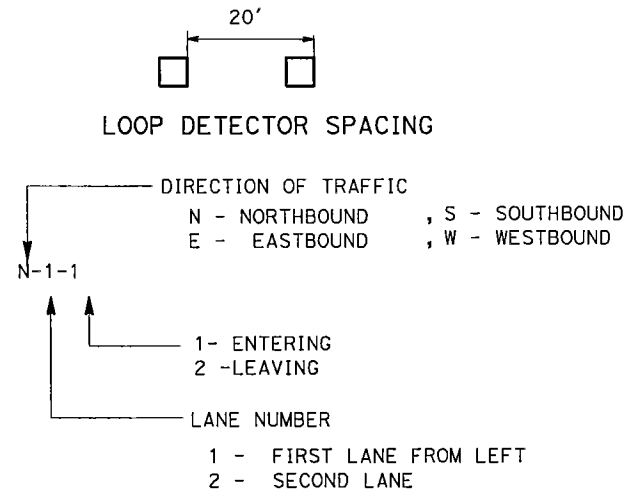 20'
LOOP DETECTOR SPACING
DIRECTION OF TRAFFIC
N - NORTHBOUND , S - SOUTHBOUND
E - EASTBOUND , W - WESTBOUND
N-1-1
1- ENTERING
2 -LEAVING
LANE NUMBER
1 - FIRST LANE FROM LEFT
2 - SECOND LANE